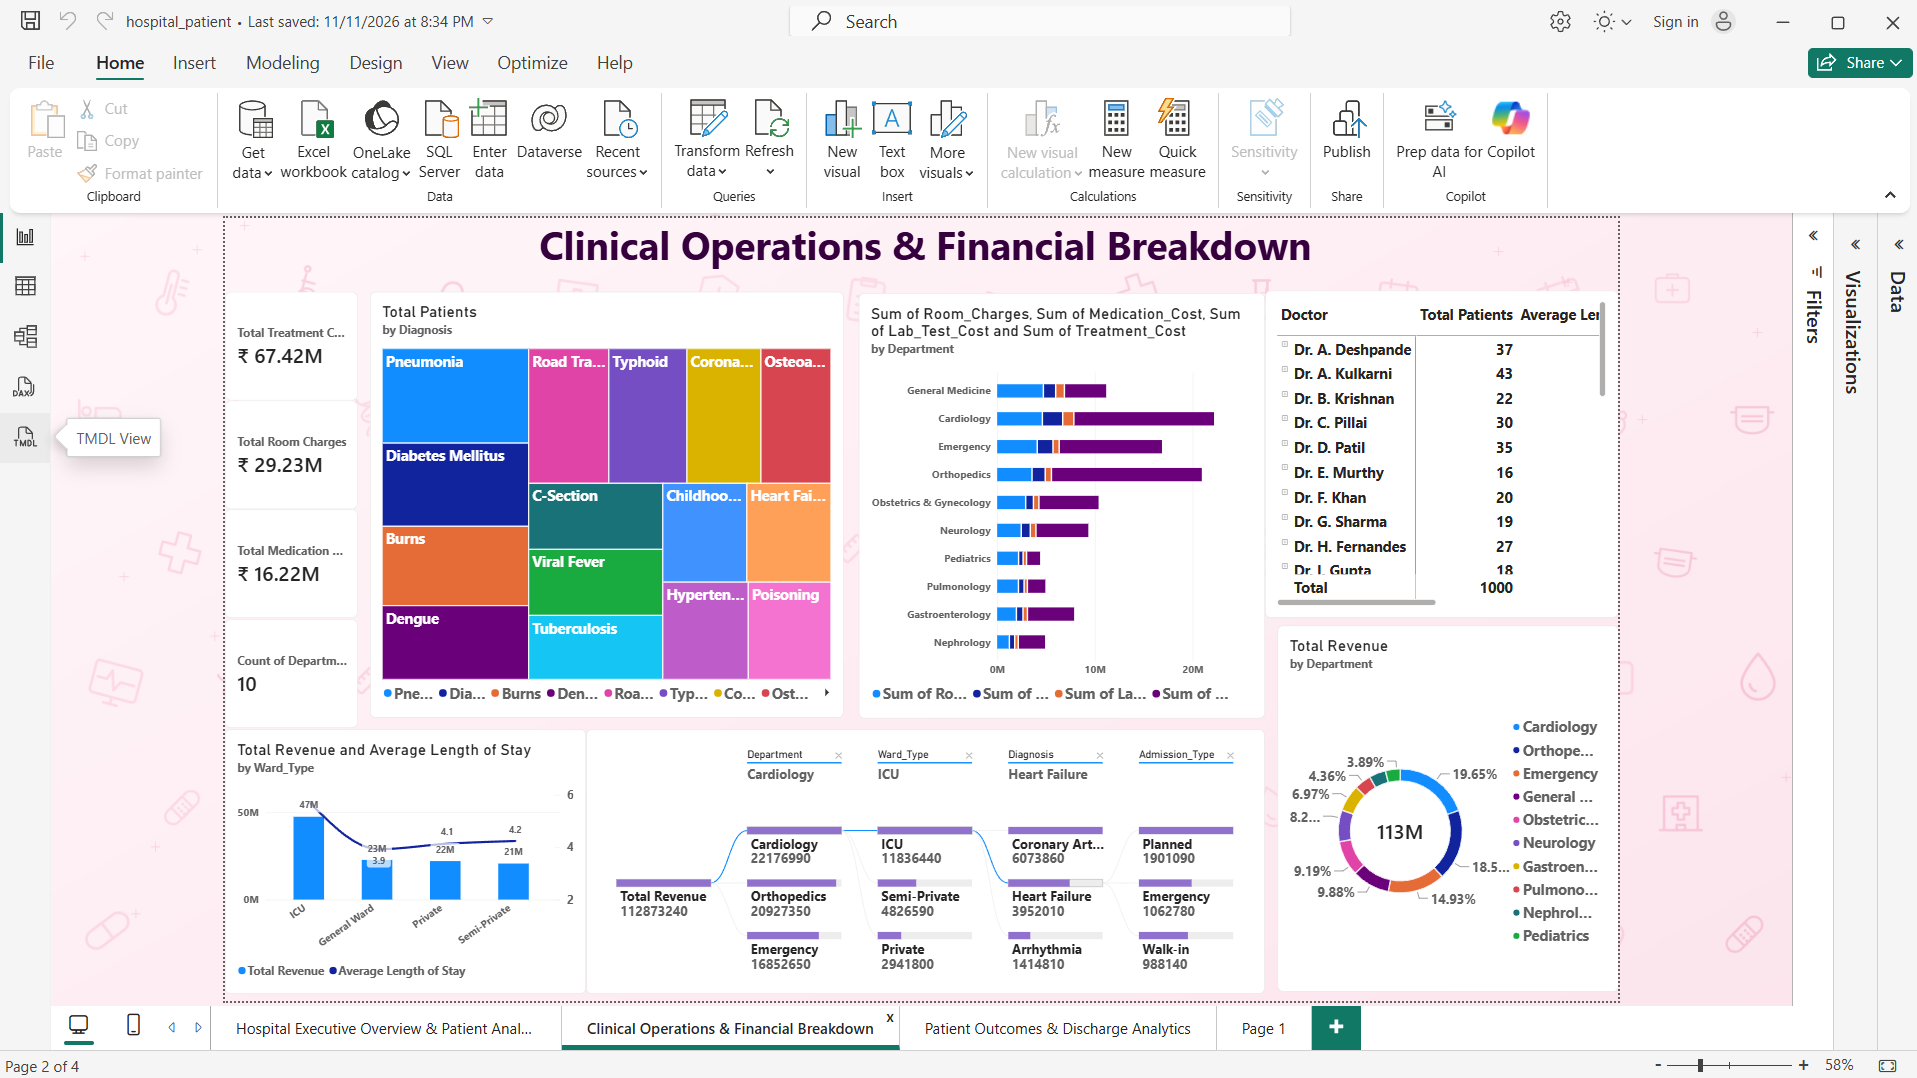 hospital_patient • Last saved: 11/11/2026 at 8:34 PM
Search
Sign in
File
Home
Insert
Modeling
Design
View
Optimize
Help
Share
Paste
Cut
Copy
Format painter
Clipboard
Get data
Excel workbook
OneLake catalog
SQL Server
Enter data
Dataverse
Recent sources
Data
Transform data
Refresh
Queries
New visual
Text box
More visuals
Insert
New visual calculation
New measure
Quick measure
Calculations
Sensitivity
Sensitivity
Publish
Share
Prep data for AI
Copilot
Copilot
DAX
TMDL
TMDL View
Clinical Operations & Financial Breakdown
Total Treatment C...
₹ 67.42M
Total Room Charges
₹ 29.23M
Total Medication ...
₹ 16.22M
Count of Departm...
10
Total Patients
by Diagnosis
Pneumonia
Diabetes Mellitus
Burns
Dengue
Road Tra...
Typhoid
Corona...
Osteoa...
C-Section
Viral Fever
Tuberculosis
Childhoo...
Heart Fai...
Hyperten...
Poisoning
Pne...
Dia...
Burns
Den...
Roa...
Typ...
Co...
Ost...
Sum of Room_Charges, Sum of Medication_Cost, Sum
of Lab_Test_Cost and Sum of Treatment_Cost
by Department
General Medicine
Cardiology
Emergency
Orthopedics
Obstetrics & Gynecology
Neurology
Pediatrics
Pulmonology
Gastroenterology
Nephrology
0M
10M
20M
Sum of Ro...
Sum of ...
Sum of La...
Sum of ...
Doctor Total Patients Average Ler
Dr. A. Deshpande 37
Dr. A. Kulkarni 43
Dr. B. Krishnan 22
Dr. C. Pillai 30
Dr. D. Patil 35
Dr. E. Murthy 16
Dr. F. Khan 20
Dr. G. Sharma 19
Dr. H. Fernandes 27
Dr. I. Gupta 18
Total 1000
Total Revenue
by Department
113M
19.65%
18.5...
14.93%
9.88%
9.19%
8.2...
6.97%
4.36%
3.89%
Cardiology
Orthope...
Emergency
General ...
Obstetric...
Neurology
Gastroen...
Pulmono...
Nephrol...
Pediatrics
Total Revenue and Average Length of Stay
by Ward_Type
50M
0M
6
4
2
47M
23M
3.9
4.1
22M
4.2
21M
ICU
General Ward
Private
Semi-Private
Total Revenue
Average Length of Stay
Department
Cardiology
Ward_Type
ICU
Diagnosis
Heart Failure
Admission_Type
Total Revenue
112873240
Cardiology
22176990
Orthopedics
20927350
Emergency
16852650
ICU
11836440
Semi-Private
4826590
Private
2941800
Coronary Art...
6073860
Heart Failure
3952010
Arrhythmia
1414810
Planned
1901090
Emergency
1062780
Walk-in
988140
Filters
Visualizations
Data
Hospital Executive Overview & Patient Anal...
Clinical Operations & Financial Breakdown
x
Patient Outcomes & Discharge Analytics
Page 1
+
Page 2 of 4
- + 58%